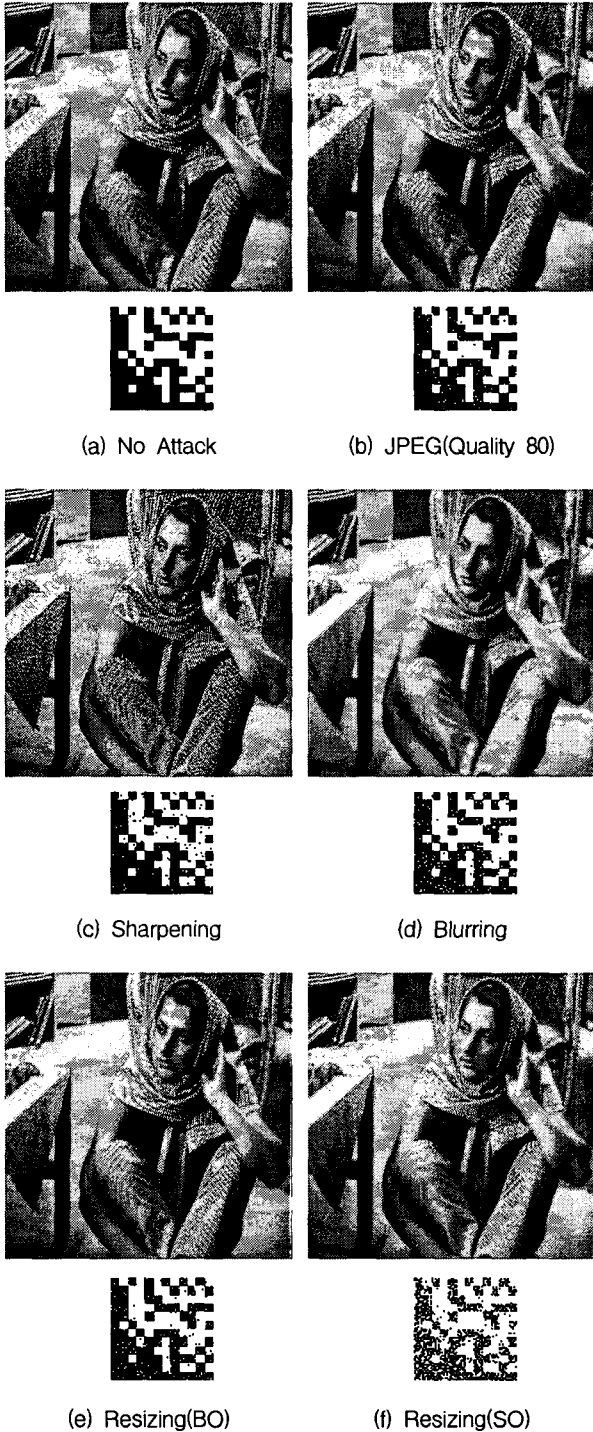 (a) No Attack
(b) JPEG(Quality 80)
(c) Sharpening
(d) Blurring
(e) Resizing(BO)
(f) Resizing(SO)